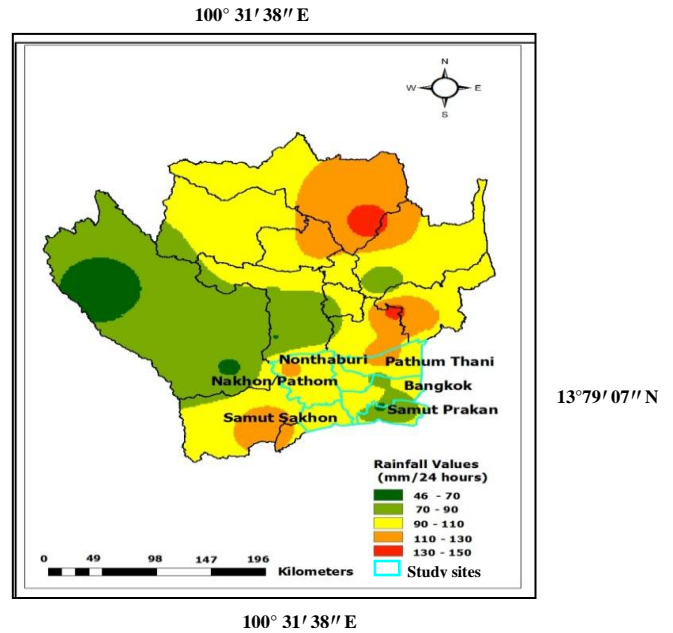 100° 31′ 38″ E
N
W E
S
Nonthaburi
Pathum Thani
Nakhon Pathom
Bangkok
Samut Sakhon
Samut Prakan
13°79′ 07″ N
Rainfall Values
(mm/24 hours)
46 - 70
70 - 90
90 - 110
110 - 130
130 - 150
Study sites
0 49 98 147 196
Kilometers
100° 31′ 38″ E